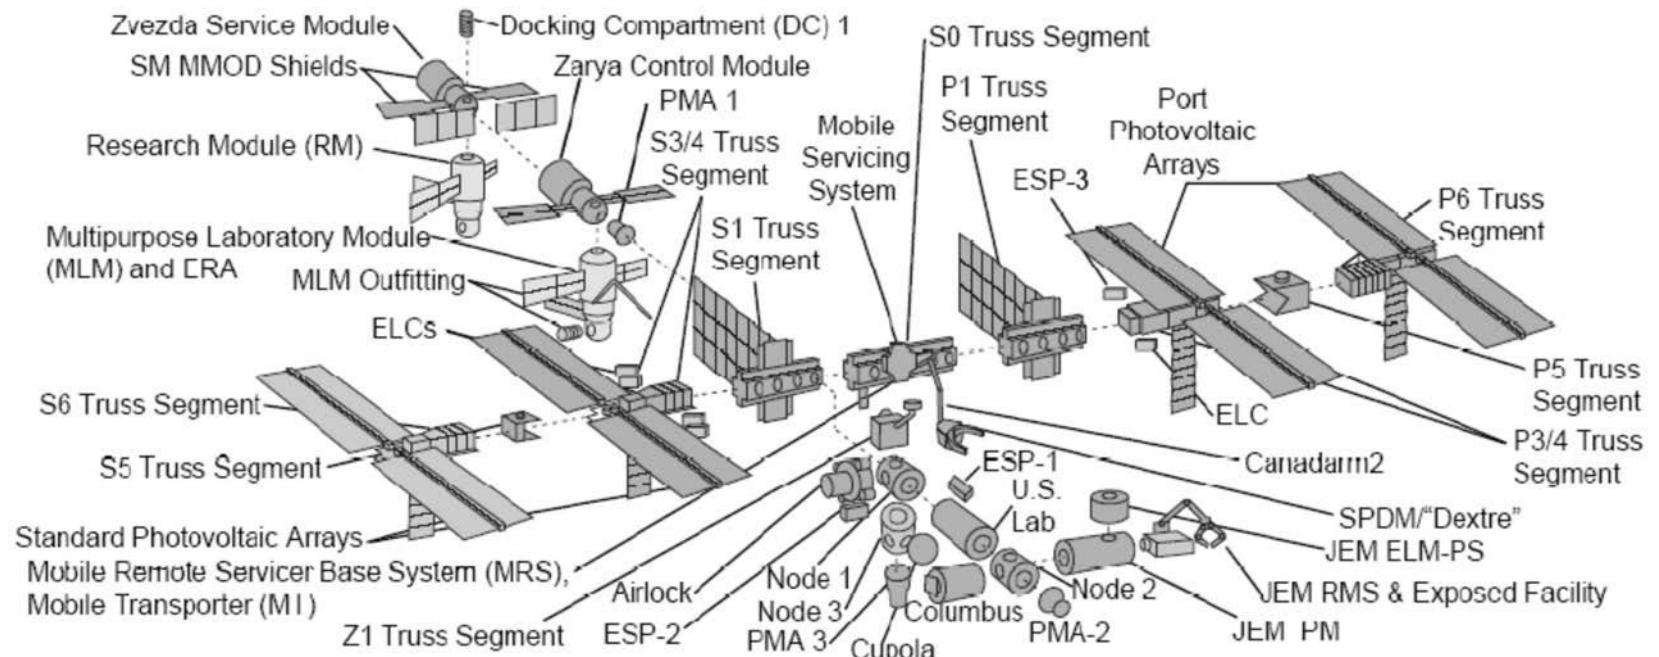 Zvezda Service Module
Docking Compartment (DC) 1
SM MMOD Shields
Zarya Control Module
PMA 1
Research Module (RM)
S3/4 Truss
Segment
Multipurpose Laboratory Module
(MLM) and ERA
MLM Outfitting
S1 Truss
Segment
ELCs
Mobile
Servicing
System
S0 Truss Segment
P1 Truss
Segment
ESP-3
Port
Photovoltaic
Arrays
P6 Truss
Segment
P5 Truss
Segment
P3/4 Truss
Segment
ELC
Canadarm2
SPDM/“Dextre”
JEM ELM-PS
JEM RMS & Exposed Facility
JEM PM
S6 Truss Segment
S5 Truss Segment
Standard Photovoltaic Arrays
Mobile Remote Servicer Base System (MRS),
Mobile Transporter (MT)
Z1 Truss Segment
Airlock
ESP-2
Node 1
Node 3
PMA 3
Cupola
Columbus
ESP-1
U.S.
Lab
Node 2
PMA-2